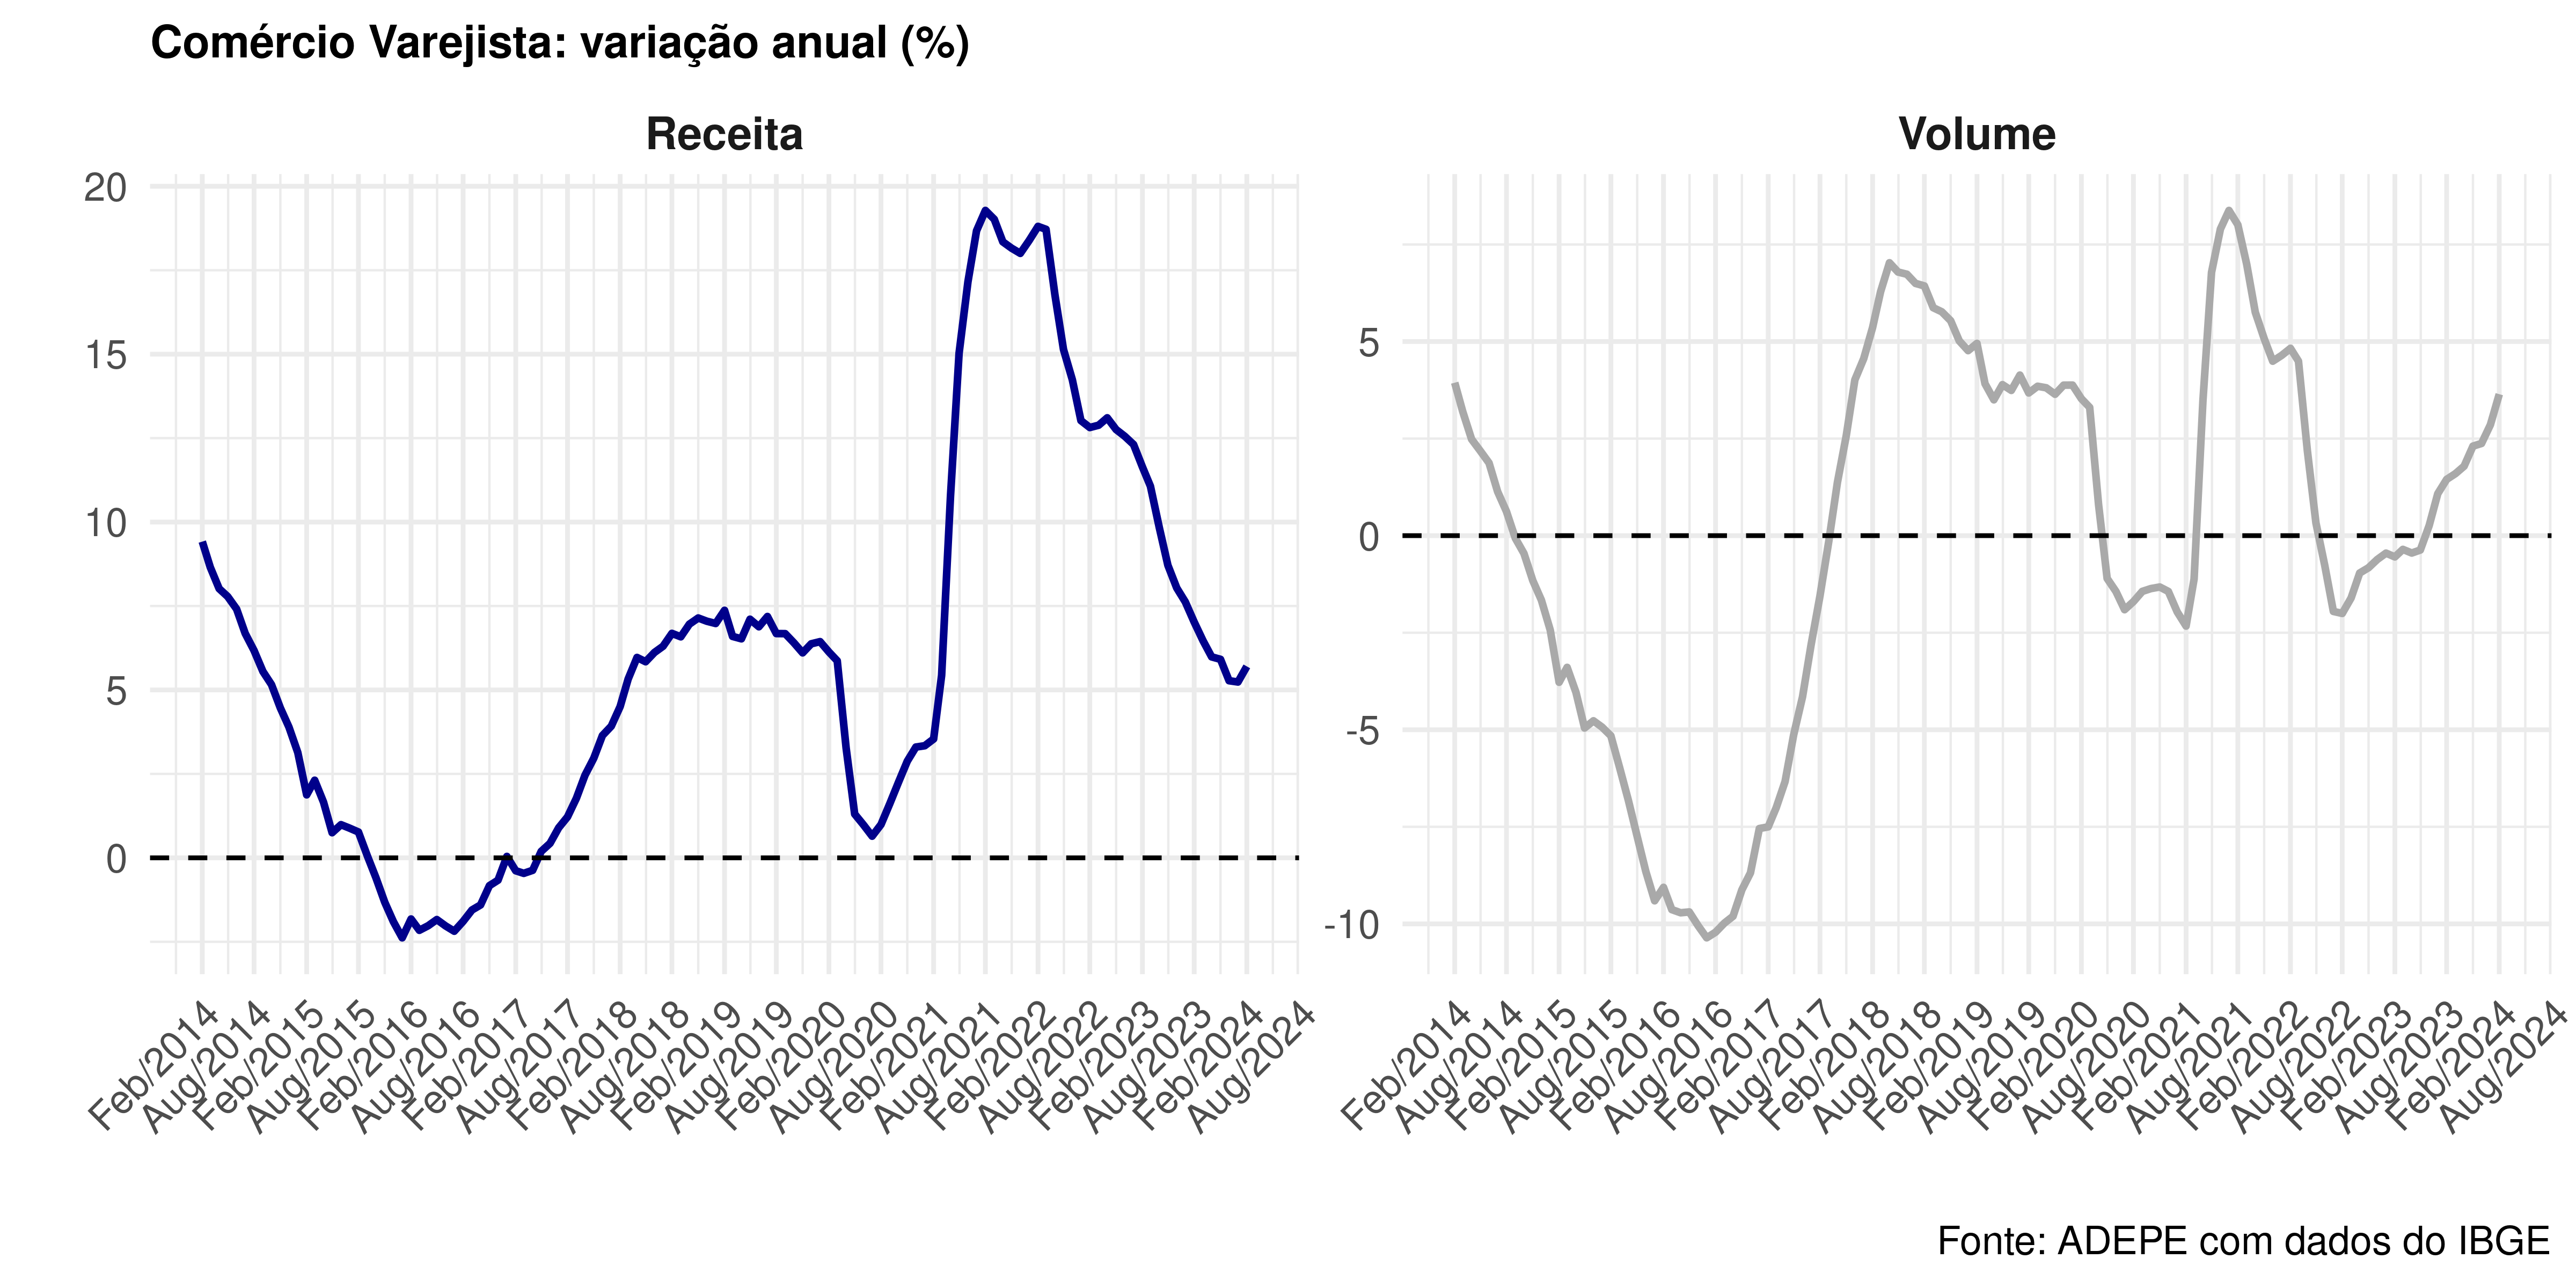 Comércio Varejista: variação anual (%)
Receita
Volume
20
15
10
5
0
5
0
-5
-10
Feb/2014
Aug/2014
Feb/2015
Aug/2015
Feb/2016
Aug/2016
Feb/2017
Aug/2017
Feb/2018
Aug/2018
Feb/2019
Aug/2019
Feb/2020
Aug/2020
Feb/2021
Aug/2021
Feb/2022
Aug/2022
Feb/2023
Aug/2023
Feb/2024
Aug/2024
Feb/2014
Aug/2014
Feb/2015
Aug/2015
Feb/2016
Aug/2016
Feb/2017
Aug/2017
Feb/2018
Aug/2018
Feb/2019
Aug/2019
Feb/2020
Aug/2020
Feb/2021
Aug/2021
Feb/2022
Aug/2022
Feb/2023
Aug/2023
Feb/2024
Aug/2024
Fonte: ADEPE com dados do IBGE